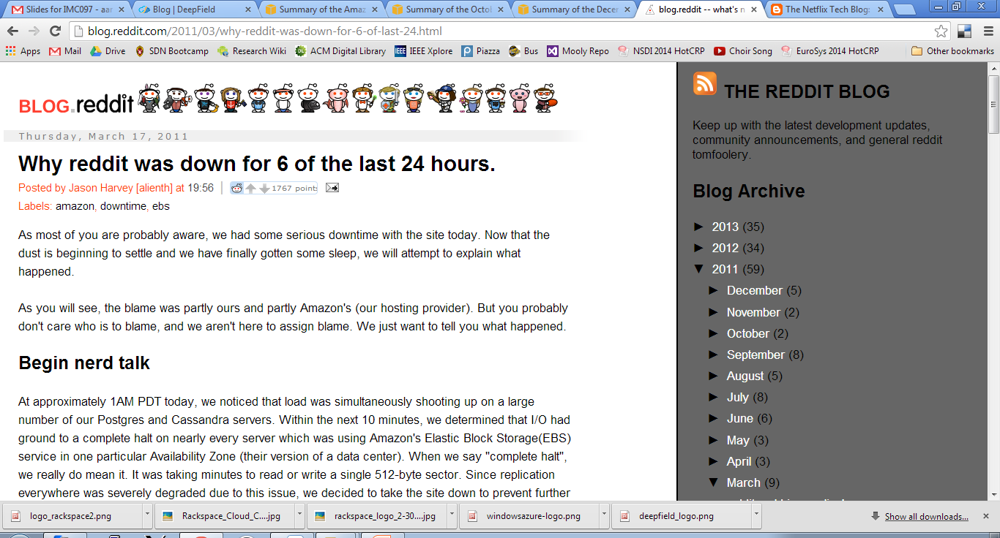 Slides for IMC097 - aar
Blog | DeepField
Summary of the Amaz
Summary of the Octob
Summary of the Decen
blog.reddit -- what's n
The Netflix Tech Blog:
blog.reddit.com/2011/03/why-reddit-was-down-for-6-of-last-24.html
Apps Mail Drive SDN Bootcamp Research Wiki ACM Digital Library IEEE Xplore Piazza Bus Mooly Repo NSDI 2014 HotCRP Choir Song EuroSys 2014 HotCRP Other bookmarks
BLOG.reddit
Thursday, March 17, 2011
Why reddit was down for 6 of the last 24 hours.
Posted by Jason Harvey [alienth] at 19:56 | 1767 points
Labels: amazon, downtime, ebs
As most of you are probably aware, we had some serious downtime with the site today. Now that the
dust is beginning to settle and we have finally gotten some sleep, we will attempt to explain what
happened.
As you will see, the blame was partly ours and partly Amazon's (our hosting provider). But you probably
don't care who is to blame, and we aren't here to assign blame. We just want to tell you what happened.
Begin nerd talk
At approximately 1AM PDT today, we noticed that load was simultaneously shooting up on a large
number of our Postgres and Cassandra servers. Within the next 10 minutes, we determined that I/O had
ground to a complete halt on nearly every server which was using Amazon's Elastic Block Storage(EBS)
service in one particular Availability Zone (their version of a data center). When we say "complete halt",
we really do mean it. It was taking minutes to read or write a single 512-byte sector. Since replication
everywhere was severely degraded due to this issue, we decided to take the site down to prevent further
THE REDDIT BLOG
Keep up with the latest development updates,
community announcements, and general reddit
tomfoolery.
Blog Archive
► 2013 (35)
► 2012 (34)
▼ 2011 (59)
► December (5)
► November (2)
► October (2)
► September (8)
► August (5)
► July (8)
► June (6)
► May (3)
► April (3)
▼ March (9)
logo_rackspace2.png
Rackspace_Cloud_C....jpg
rackspace_logo_2-30....jpg
windowsazure-logo.png
deepfield_logo.png
Show all downloads...